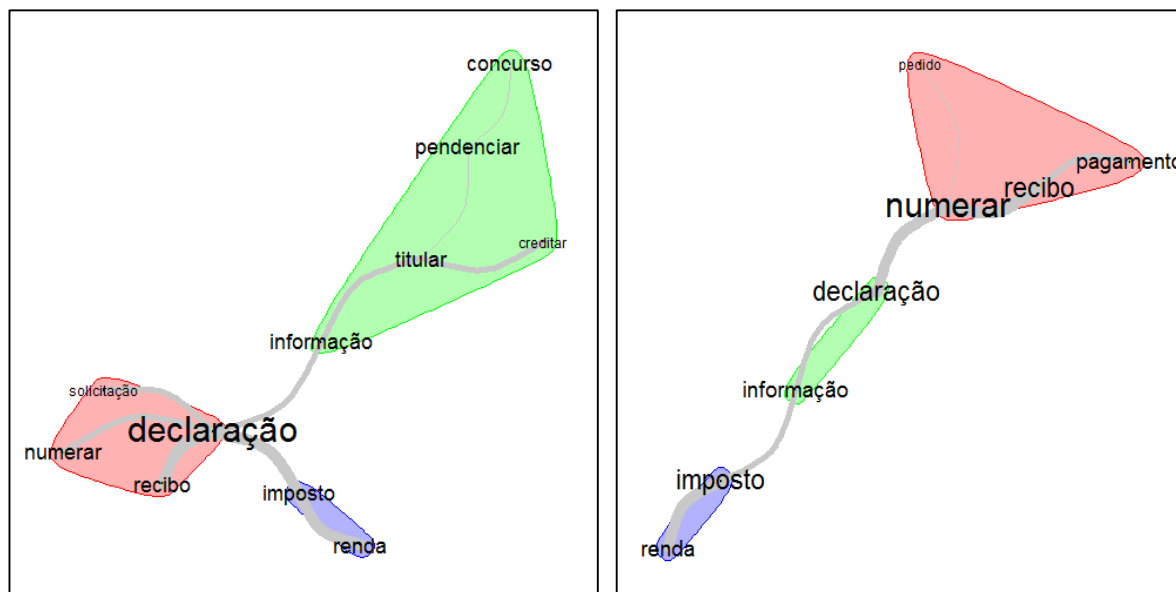 concurso
pendenciar
creditar
titular
informação
solicitação
declaração
numerar
recibo
imposto
renda
pedido
pagamento
recibo
numerar
declaração
informação
imposto
renda